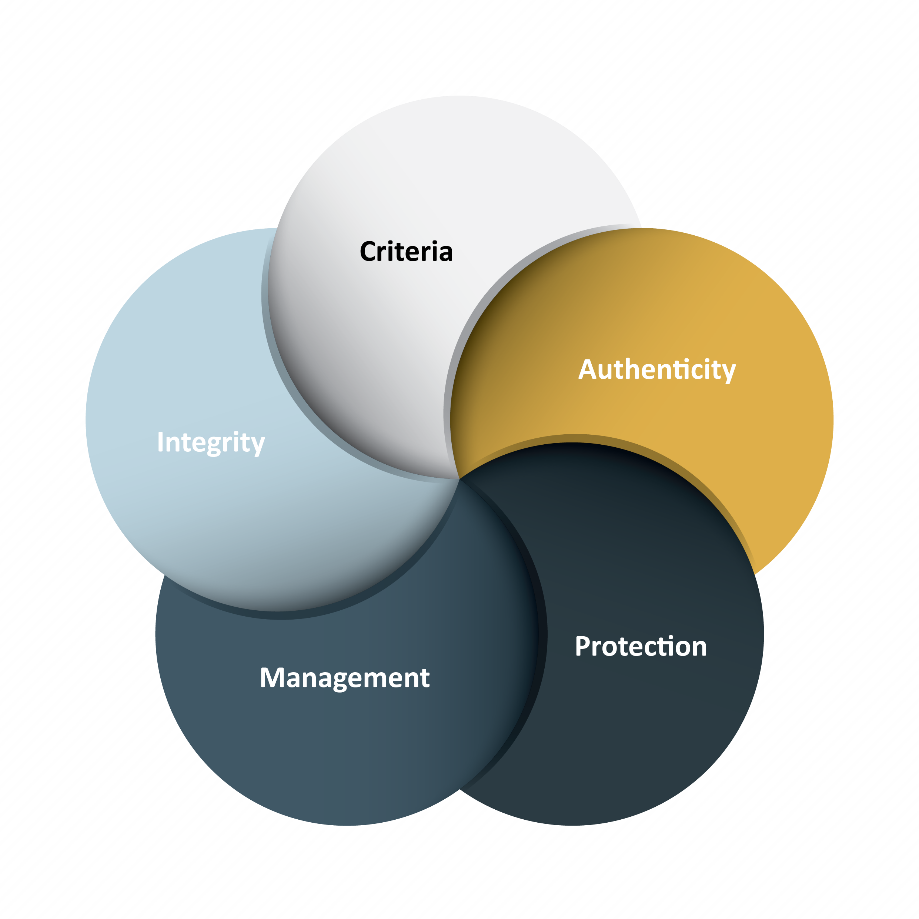 Criteria
Authenticity
Integrity
Protection
Management